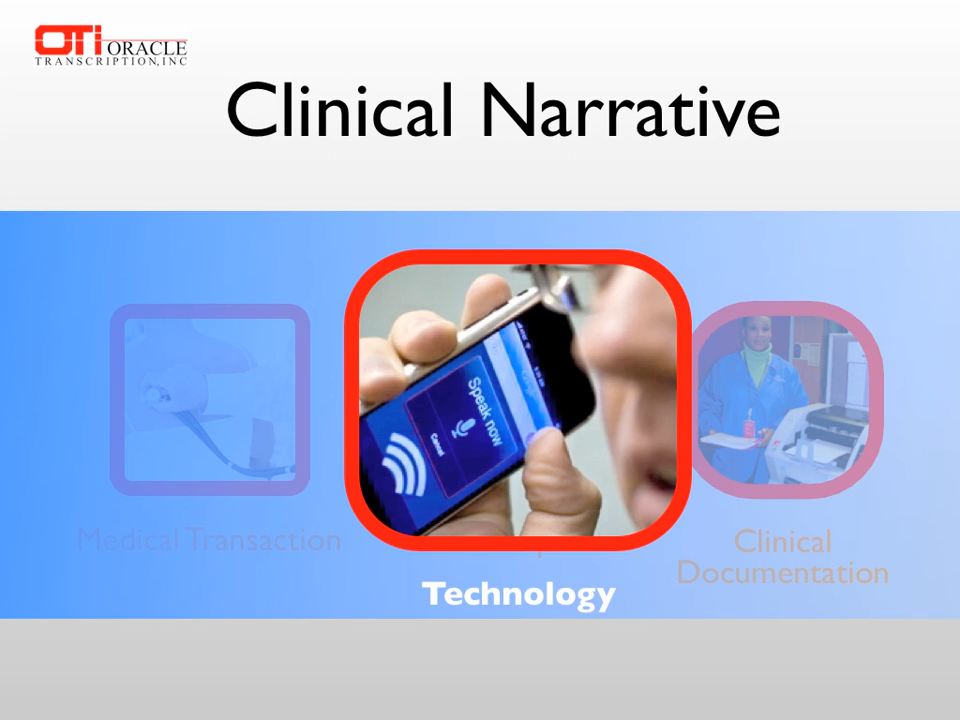 OTi ORACLE
TRANSCRIPTION, INC
Clinical Narrative
Speak now
Cancel
Medical Transaction
Clinical
Documentation
Technology